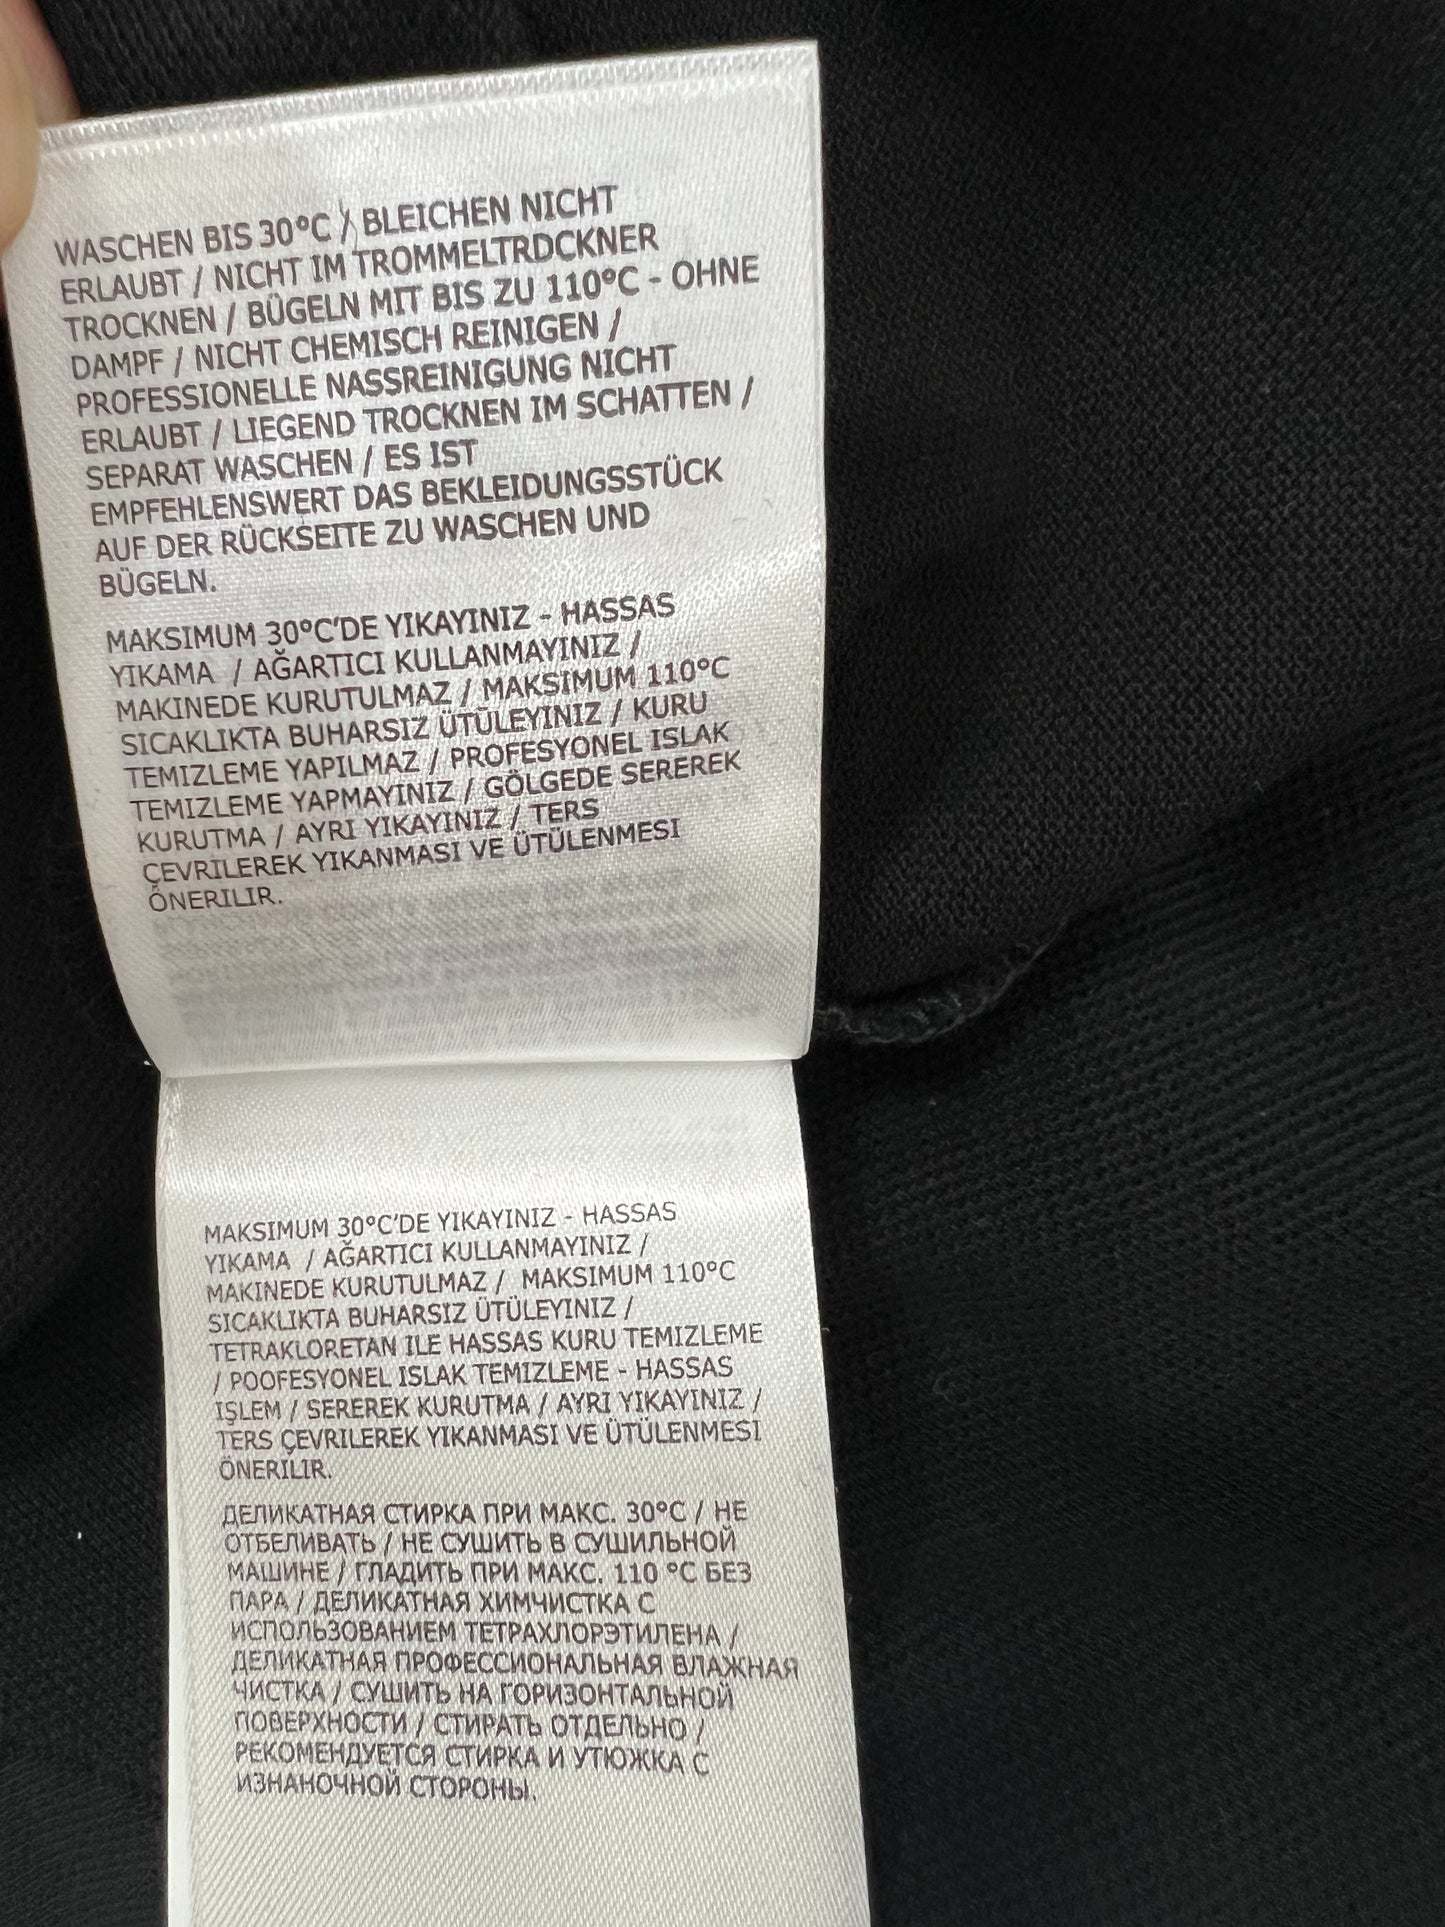 WASCHEN BIS 30°C / BLEICHEN NICHT
ERLAUBT / NICHT IM TROMMELTRDCKNER
TROCKNEN / BÜGELN MIT BIS ZU 110°C - OHNE
DAMPF / NICHT CHEMISCH REINIGEN /
PROFESSIONELLE NASSREINIGUNG NICHT
ERLAUBT / LIEGEND TROCKNEN IM SCHATTEN /
SEPARAT WASCHEN / ES IST
EMPFEHLENSWERT DAS BEKLEIDUNGSSTÜCK
AUF DER RÜCKSEITE ZU WASCHEN UND
BÜGELN.
MAKSIMUM 30°C'DE YIKAYINIZ - HASSAS
YIKAMA / AĞARTICI KULLANMAYINIZ /
MAKINEDE KURUTULMAZ / MAKSIMUM 110°C
SICAKLIKTA BUHARSIZ ÜTÜLEYINIZ / KURU
TEMIZLEME YAPILMAZ / PROFESYONEL ISLAK
TEMIZLEME YAPMAYINIZ / GÖLGEDE SEREREK
KURUTMA / AYRI YIKAYINIZ / TERS
ÇEVRILEREK YIKANMASI VE ÜTÜLENMESI
ÖNERILIR.
MAKSIMUM 30°C'DE YIKAYINIZ - HASSAS
YIKAMA / AĞARTICI KULLANMAYINIZ /
MAKINEDE KURUTULMAZ / MAKSIMUM 110°C
SICAKLIKTA BUHARSIZ ÜTÜLEYINIZ /
TETRAKLORETAN ILE HASSAS KURU TEMIZLEME
/ POOFESYONEL ISLAK TEMIZLEME - HASSAS
IŞLEM / SEREREK KURUTMA / AYRI YIKAYINIZ /
TERS ÇEVRILEREK YIKANMASI VE ÜTÜLENMESI
ÖNERILIR.
ДЕЛИКАТНАЯ СТИРКА ПРИ МАКС. 30°C / НЕ
ОТБЕЛИВАТЬ / НЕ СУШИТЬ В СУШИЛЬНОЙ
МАШИНЕ / ГЛАДИТЬ ПРИ МАКС. 110 °C БЕЗ
ПАРА / ДЕЛИКАТНАЯ ХИМЧИСТКА С
ИСПОЛЬЗОВАНИЕМ ТЕТРАХЛОРЭТИЛЕНА /
ДЕЛИКАТНАЯ ПРОФЕССИОНАЛЬНАЯ ВЛАЖНАЯ
ЧИСТКА / СУШИТЬ НА ГОРИЗОНТАЛЬНОЙ
ПОВЕРХНОСТИ / СТИРАТЬ ОТДЕЛЬНО /
РЕКОМЕНДУЕТСЯ СТИРКА И УТЮЖКА С
ИЗНАНОЧНОЙ СТОРОНЫ.